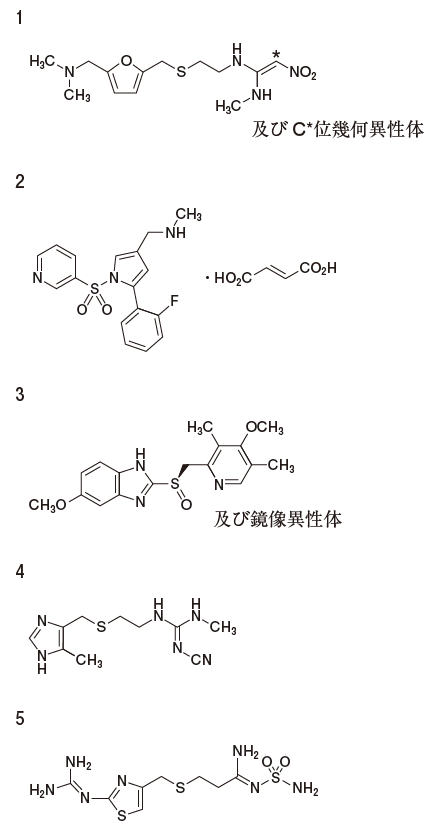 1
H₃C N CH₃ O S H N C* NO₂ H₃C NH
及び C*位幾何異性体
2
N S O O N NH CH₃ F ・HO₂C CO₂H
3
OCH₃ H₃C CH₃ N S O H N N CH₃O
及び鏡像異性体
4
N N H CH₃ S H N H N CH₃ N CN
5
NH₂ H₂N N N S S NH₂ N O O S NH₂